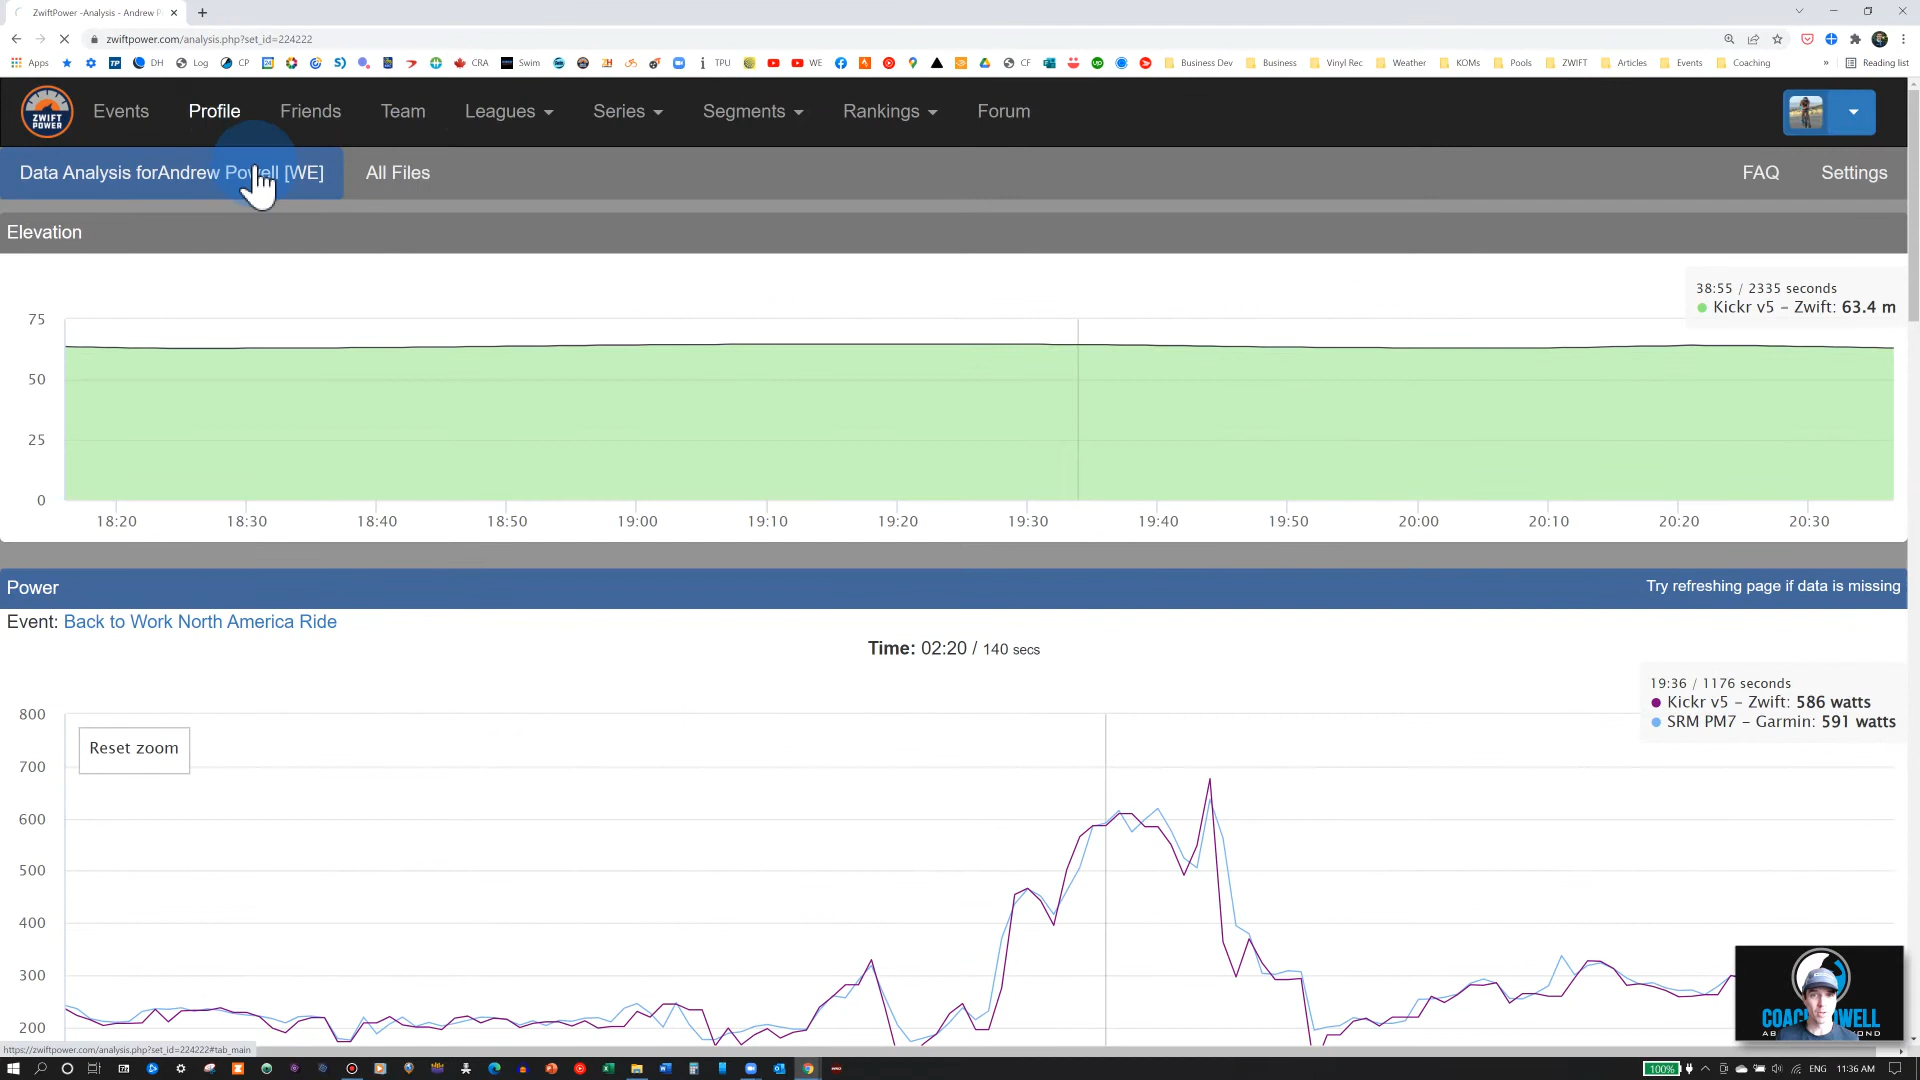 ZwiftPower -Analysis - Andrew P
zwiftpower.com/analysis.php?set_id=224222
Apps TP DH Log CP CRA Swim TPU WE CF Business Dev Business Vinyl Rec Weather KOMs Pools ZWIFT Articles Events Coaching » Reading list
ZWIFT POWER Events Profile Friends Team Leagues Series Segments Rankings Forum
Data Analysis forAndrew Powell [WE] All Files FAQ Settings
Elevation
38:55 / 2335 seconds
Kickr v5 – Zwift: 63.4 m
75
50
25
0
18:20 18:30 18:40 18:50 19:00 19:10 19:20 19:30 19:40 19:50 20:00 20:10 20:20 20:30
Power Try refreshing page if data is missing
Event: Back to Work North America Ride
Time: 02:20 / 140 secs
19:36 / 1176 seconds
Kickr v5 – Zwift: 586 watts
SRM PM7 – Garmin: 591 watts
800
Reset zoom
700
600
500
400
300
200
https://zwiftpower.com/analysis.php?set_id=224222#tab_main
100% ENG 11:36 AM